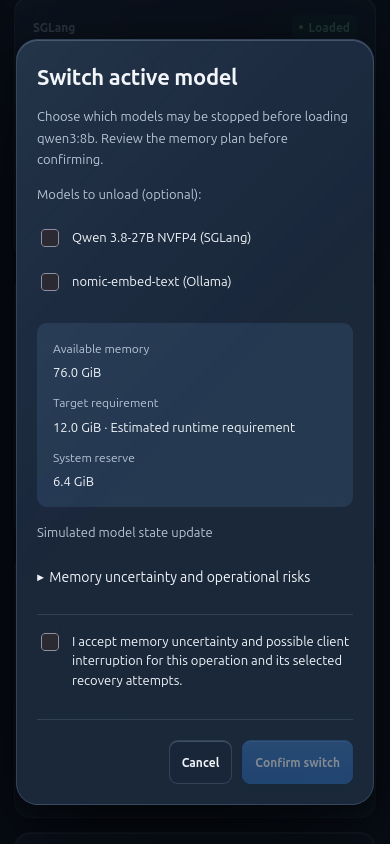 SGLang
• Loaded
Switch active model
Choose which models may be stopped before loading
qwen3:8b. Review the memory plan before
confirming.
Models to unload (optional):
Qwen 3.8-27B NVFP4 (SGLang)
nomic-embed-text (Ollama)
Available memory
76.0 GiB
Target requirement
12.0 GiB · Estimated runtime requirement
System reserve
6.4 GiB
Simulated model state update
▸ Memory uncertainty and operational risks
I accept memory uncertainty and possible client
interruption for this operation and its selected
recovery attempts.
Cancel
Confirm switch